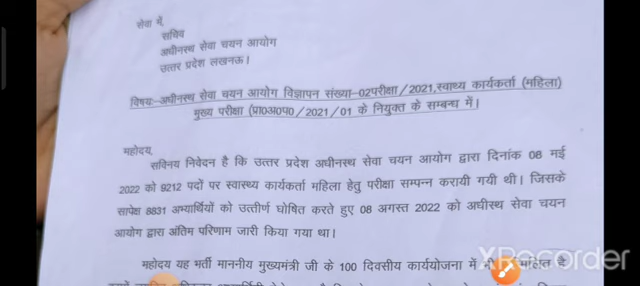 सेवा में,
सचिव
अधीनस्थ सेवा चयन आयोग
उत्तर प्रदेश लखनऊ।
विषयः-अधीनस्थ सेवा चयन आयोग विज्ञापन संख्या-02परीक्षा/2021,स्वाथ्य कार्यकर्ता (महिला)
मुख्य परीक्षा (प्रा0अ0प0/2021/01 के नियुक्त के सम्बन्ध में।
महोदय,
सविनय निवेदन है कि उत्तर प्रदेश अधीनस्थ सेवा चयन आयोग द्वारा दिनांक 08 मई
2022 को 9212 पदों पर स्वास्थ्य कार्यकर्ता महिला हेतु परीक्षा सम्पन्न करायी गयी थी। जिसके
सापेक्ष 8831 अभ्यार्थियों को उत्तीर्ण घोषित करते हुए 08 अगस्त 2022 को अधीस्थ सेवा चयन
आयोग द्वारा अंतिम परिणाम जारी किया गया था।
महोदय यह भर्ती माननीय मुख्यमंत्री जी के 100 दिवसीय कार्ययोजना में है
XRecorder